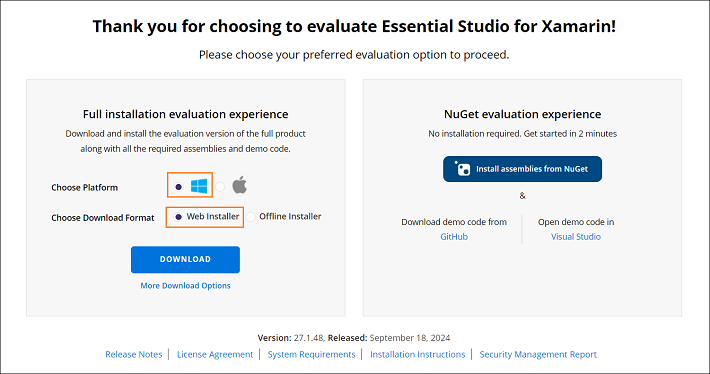 Thank you for choosing to evaluate Essential Studio for Xamarin!
Please choose your preferred evaluation option to proceed.
Full installation evaluation experience
Download and install the evaluation version of the full product
along with all the required assemblies and demo code.
Choose Platform
Choose Download Format
Web Installer
Offline Installer
DOWNLOAD
More Download Options
NuGet evaluation experience
No installation required. Get started in 2 minutes
Install assemblies from NuGet
&
Download demo code from
GitHub
Open demo code in
Visual Studio
Version: 27.1.48, Released: September 18, 2024
Release Notes | License Agreement | System Requirements | Installation Instructions | Security Management Report